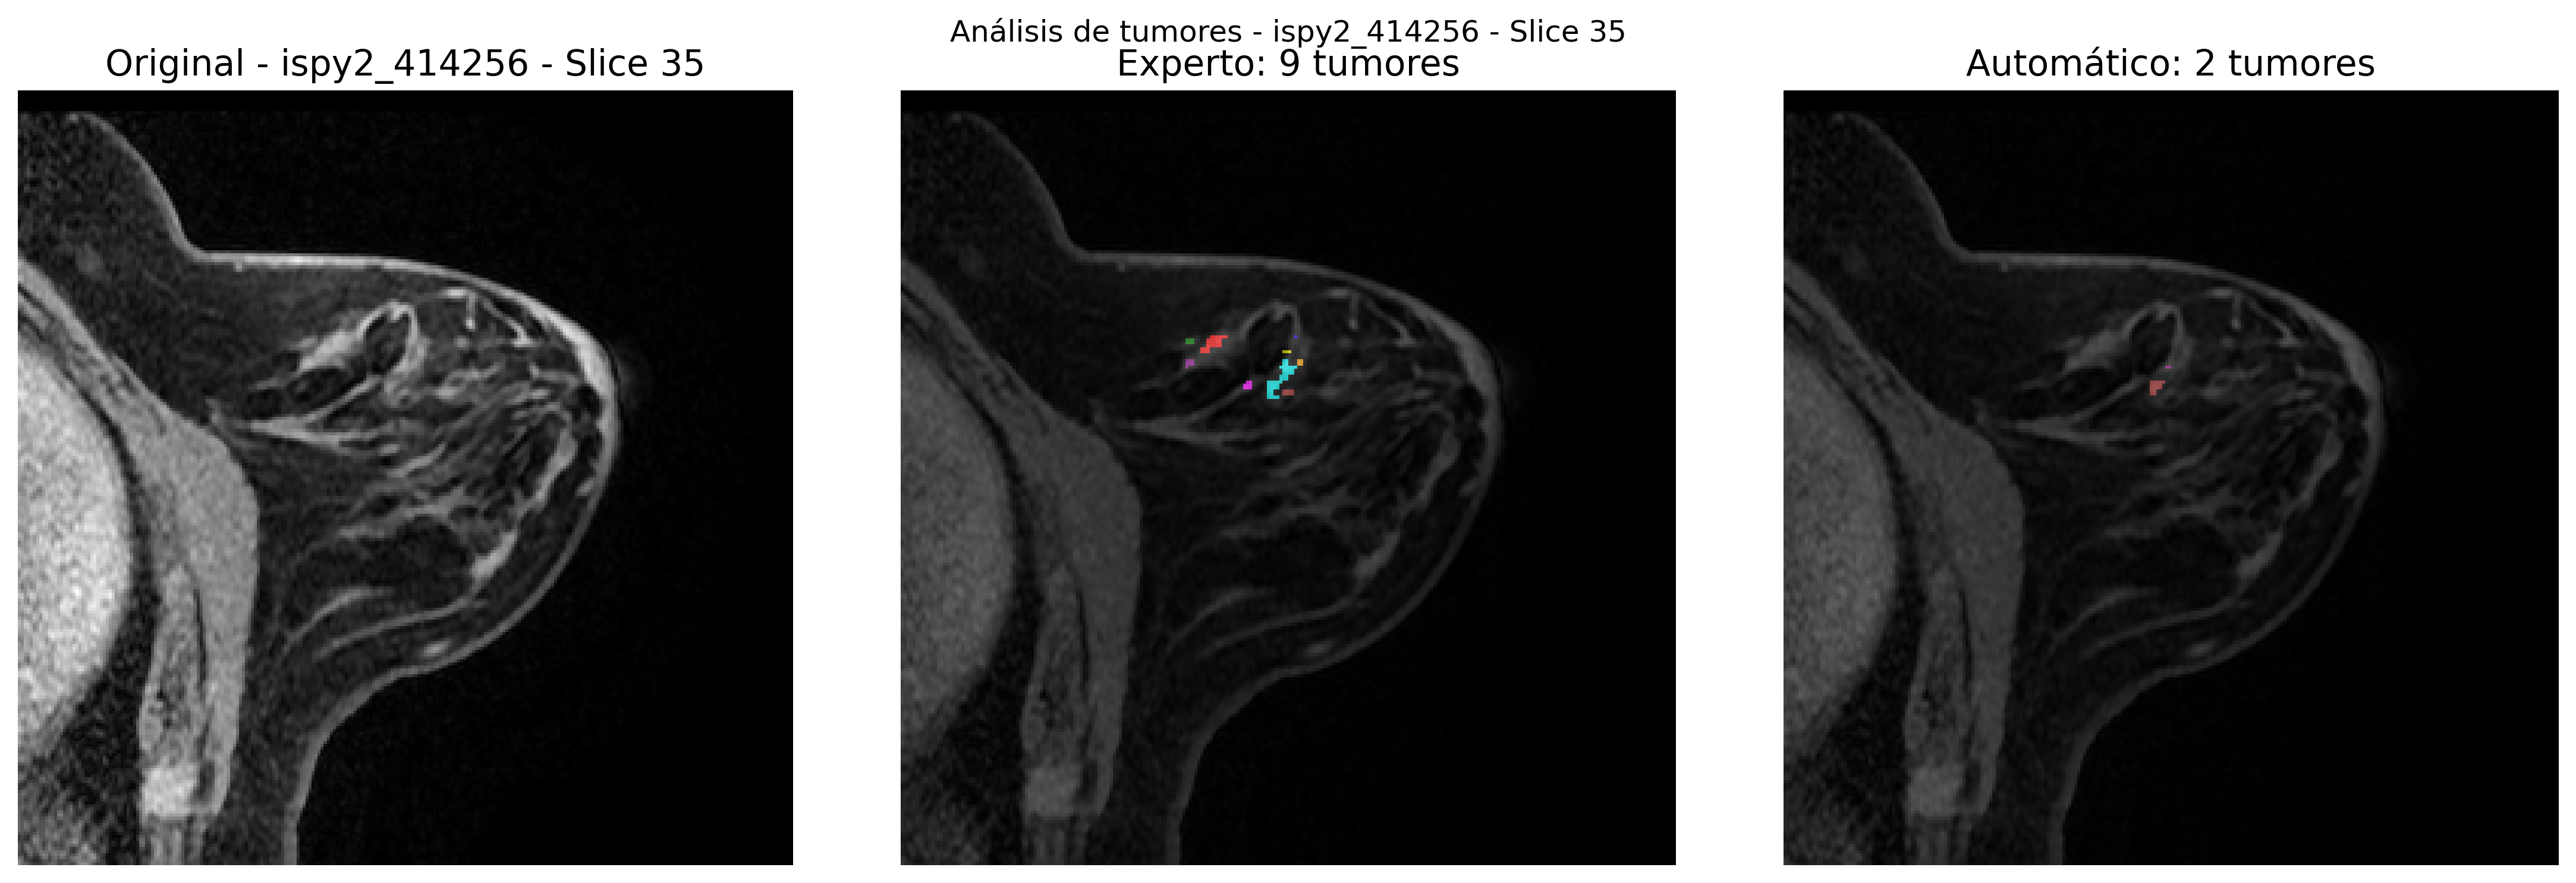 Análisis de tumores - ispy2_414256 - Slice 35
Original - ispy2_414256 - Slice 35
Experto: 9 tumores
Automático: 2 tumores